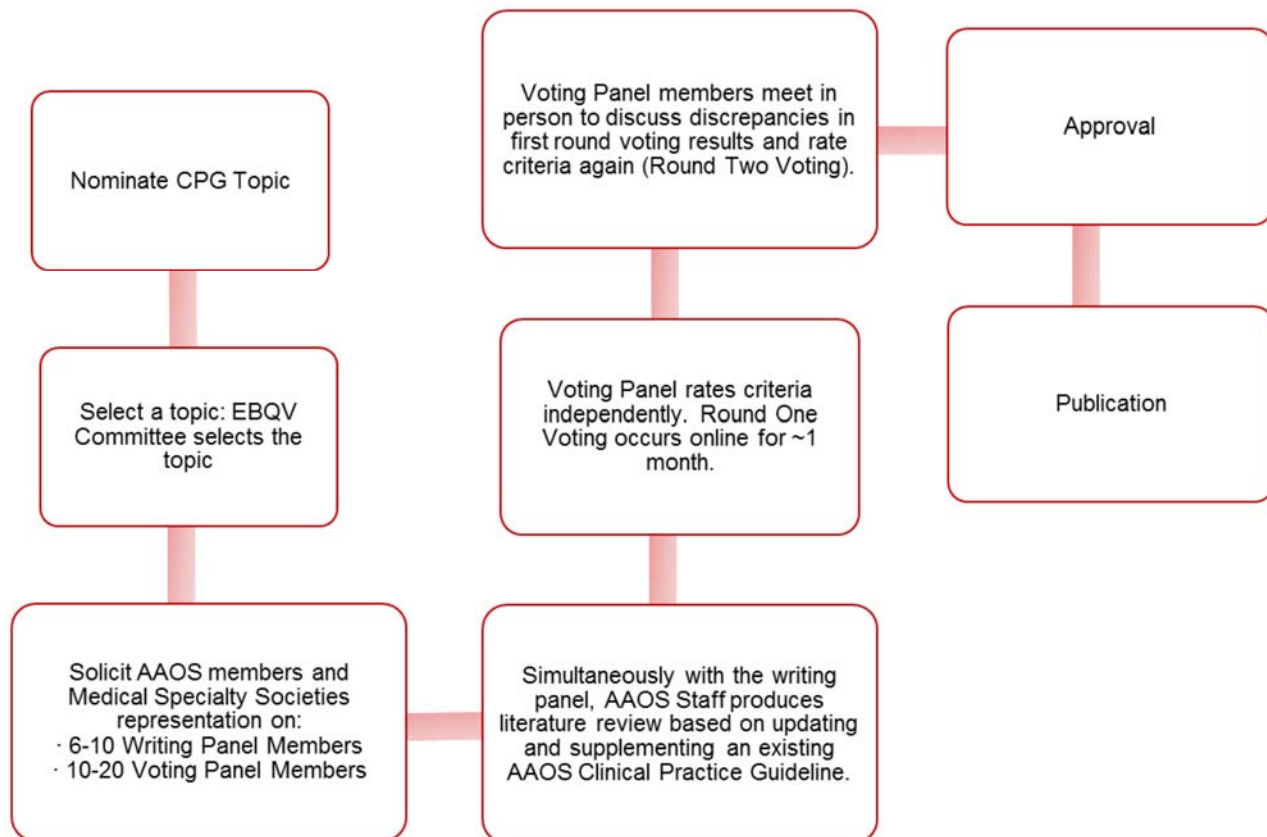 Nominate CPG Topic
Select a topic: EBQV
Committee selects the
topic
Solicit AAOS members and
Medical Specialty Societies
representation on:
· 6-10 Writing Panel Members
· 10-20 Voting Panel Members
Simultaneously with the writing
panel, AAOS Staff produces
literature review based on updating
and supplementing an existing
AAOS Clinical Practice Guideline.
Voting Panel rates criteria
independently. Round One
Voting occurs online for ~1
month.
Voting Panel members meet in
person to discuss discrepancies in
first round voting results and rate
criteria again (Round Two Voting).
Approval
Publication